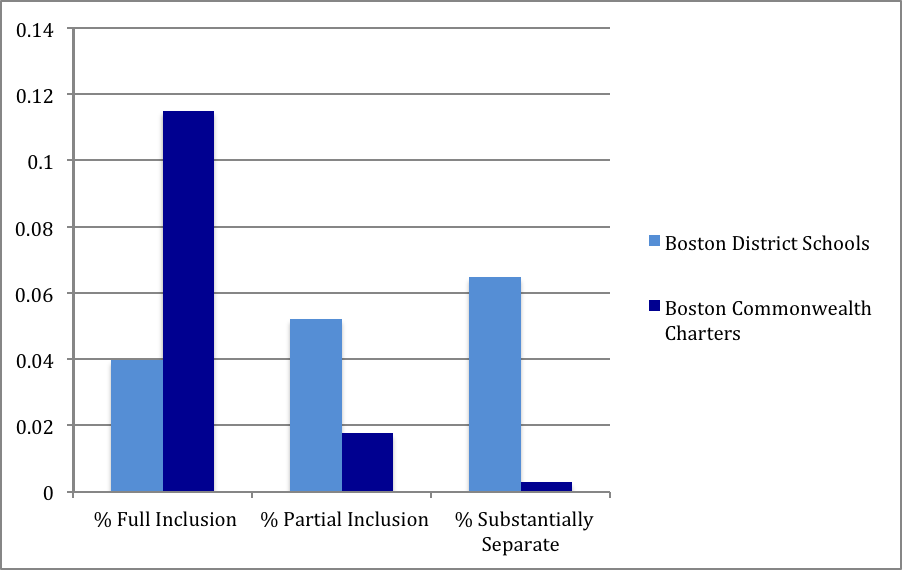 0.14
0.12
0.1
0.08
0.06
0.04
0.02
0
% Full Inclusion
% Partial Inclusion
% Substantially
Separate
Boston District Schools
Boston Commonwealth
Charters